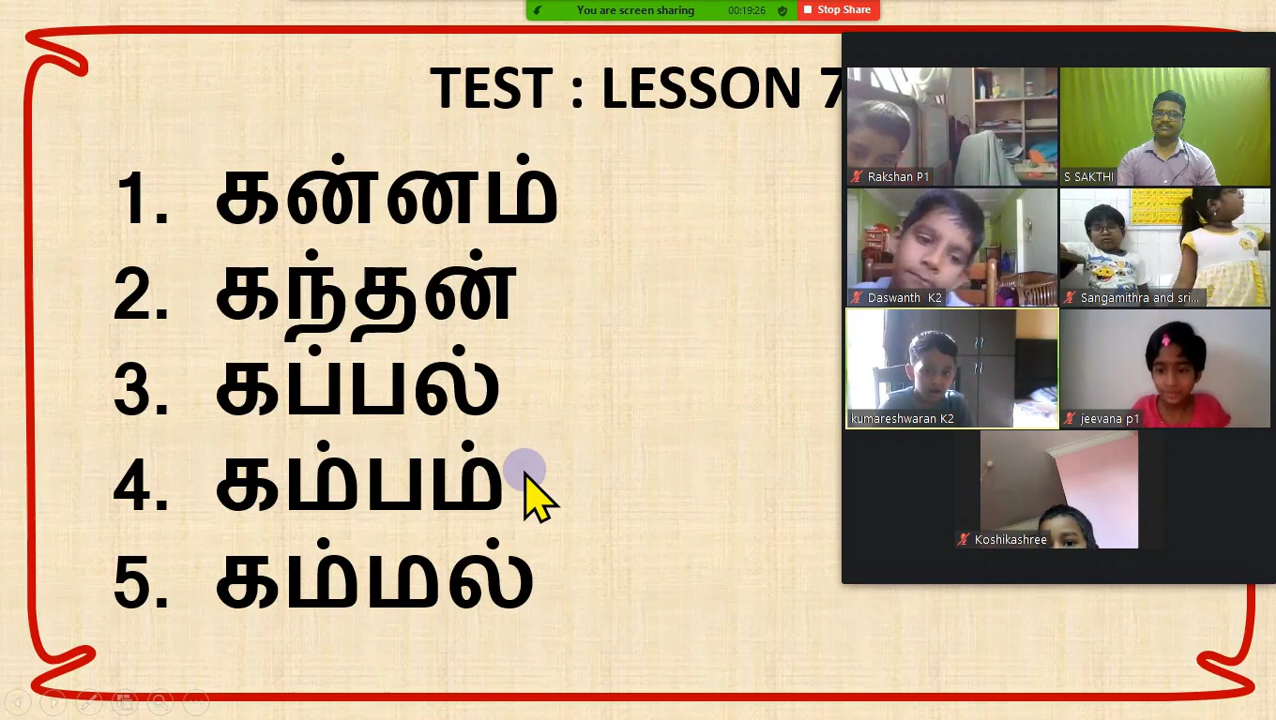 You are screen sharing 00:19:26 Stop Share
TEST : LESSON 7
1. கன்னம்
2. கந்தன்
3. கப்பல்
4. கம்பம்
5. கம்மல்
Rakshan P1
S SAKTHI
Daswanth K2
Sangamithra and sri...
kumareshwaran K2
jeevana p1
Koshikashree